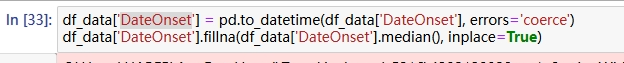 In [33]: df_data['DateOnset'] = pd.to_datetime(df_data['DateOnset'], errors='coerce')
df_data['DateOnset'].fillna(df_data['DateOnset'].median(), inplace=True)